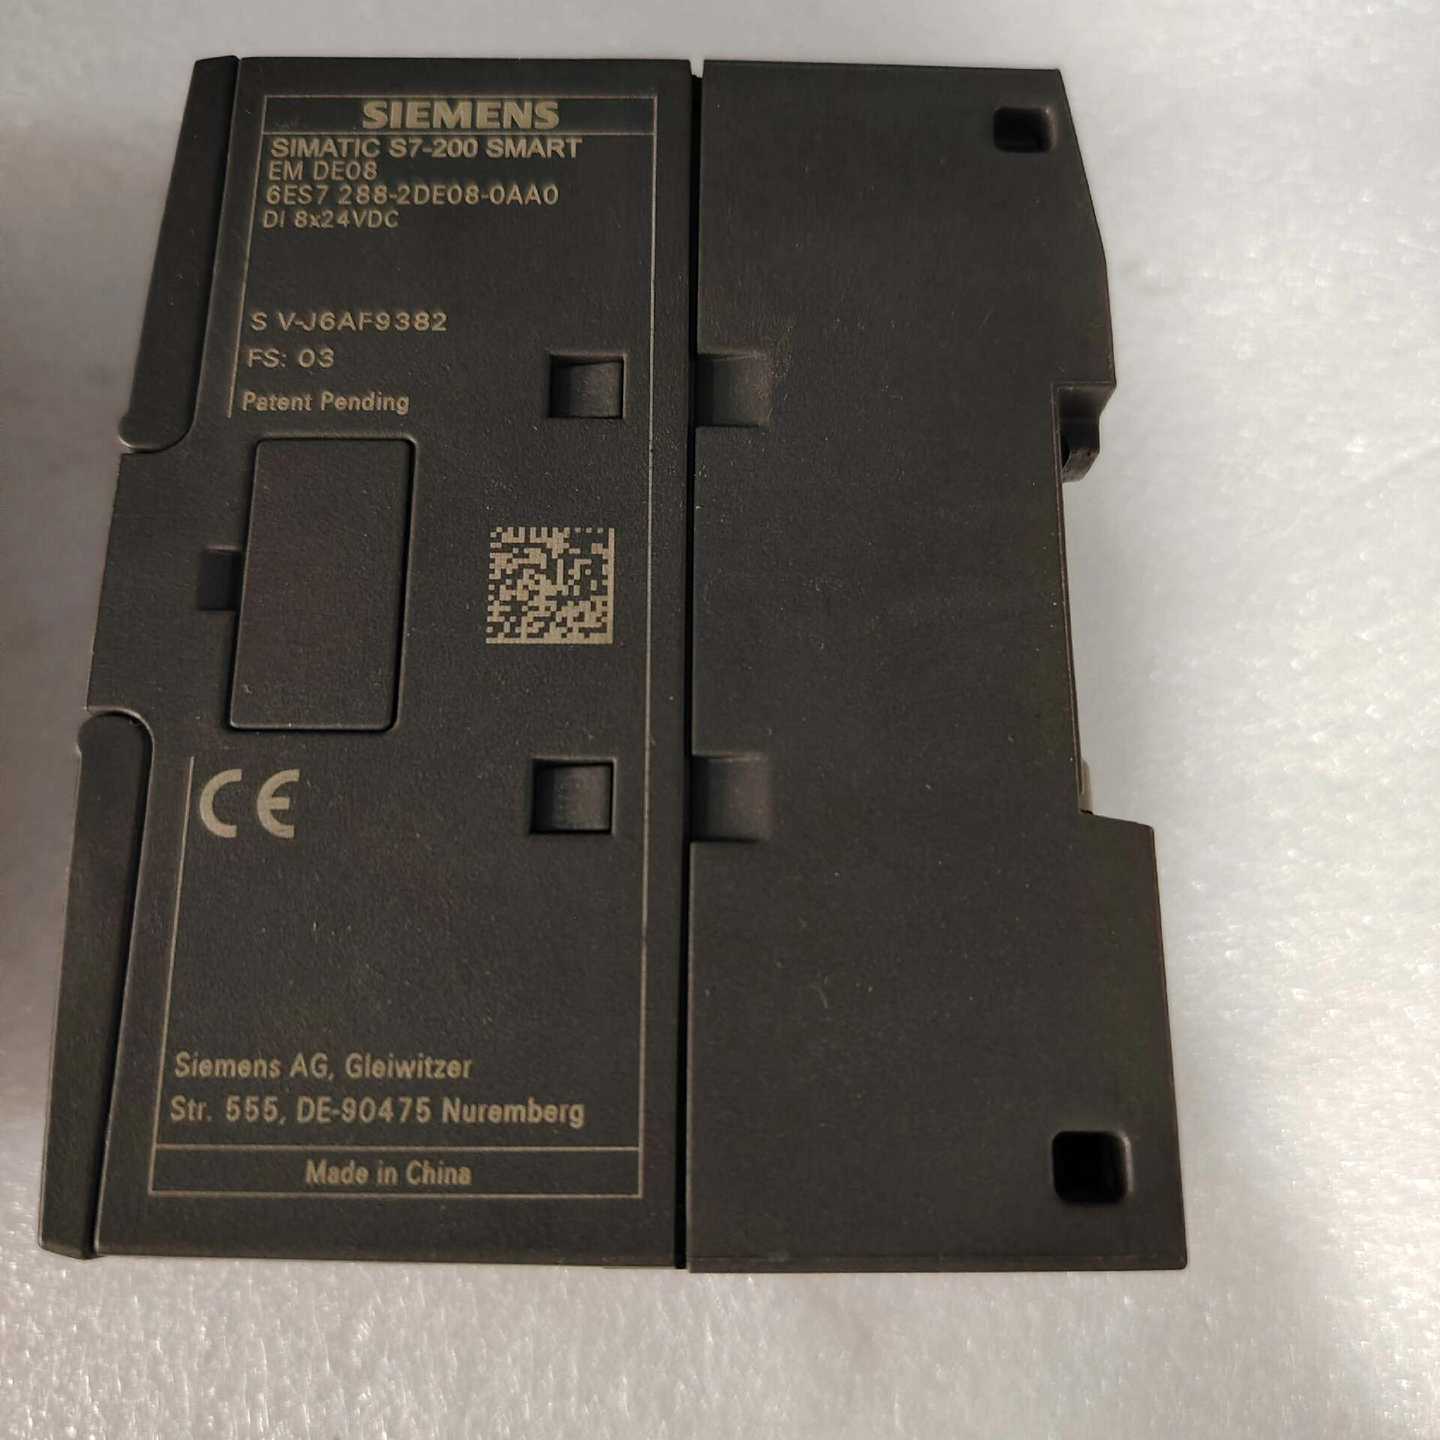 SIEMENS
SIMATIC S7-200 SMART
EM DE08
6ES7 288-2DE08-0AA0
DI 8x24VDC
S V-J6AF9382
FS: 03
Patent Pending
CE
Siemens AG, Gleiwitzer
Str. 555, DE-90475 Nuremberg
Made in China